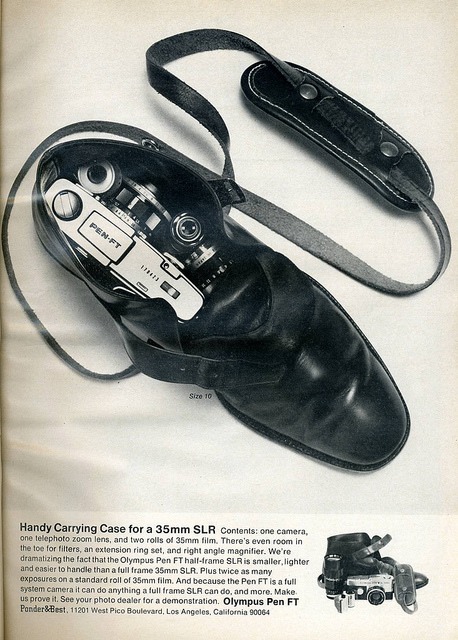 PEN-FT
138423
Size 10
Handy Carrying Case for a 35mm SLR Contents: one camera,
one telephoto zoom lens, and two rolls of 35mm film. There's even room in
the toe for filters, an extension ring set, and right angle magnifier. We're
dramatizing the fact that the Olympus Pen FT half-frame SLR is smaller, lighter
and easier to handle than a full frame 35mm SLR. Plus twice as many
exposures on a standard roll of 35mm film. And because the Pen FT is a full
system camera it can do anything a full frame SLR can do, and more. Make
us prove it. See your photo dealer for a demonstration. Olympus Pen FT
Ponder&Best, 11201 West Pico Boulevard, Los Angeles, California 90064